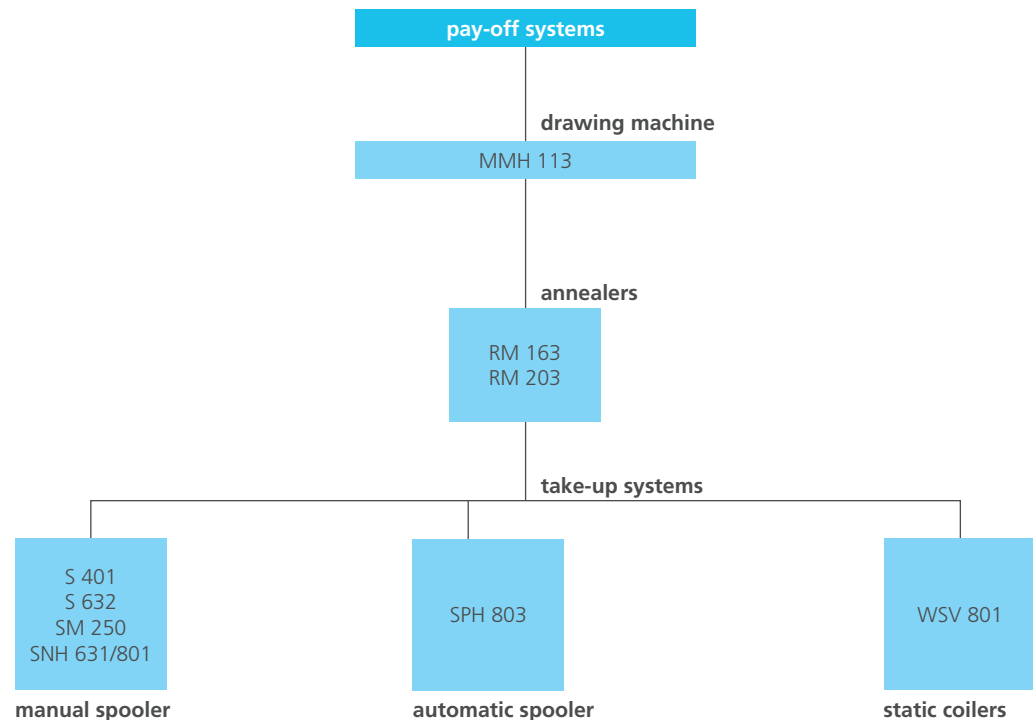 pay-off systems
drawing machine
MMH 113
annealers
RM 163
RM 203
take-up systems
S 401
S 632
SM 250
SNH 631/801
manual spooler
SPH 803
automatic spooler
WSV 801
static coilers